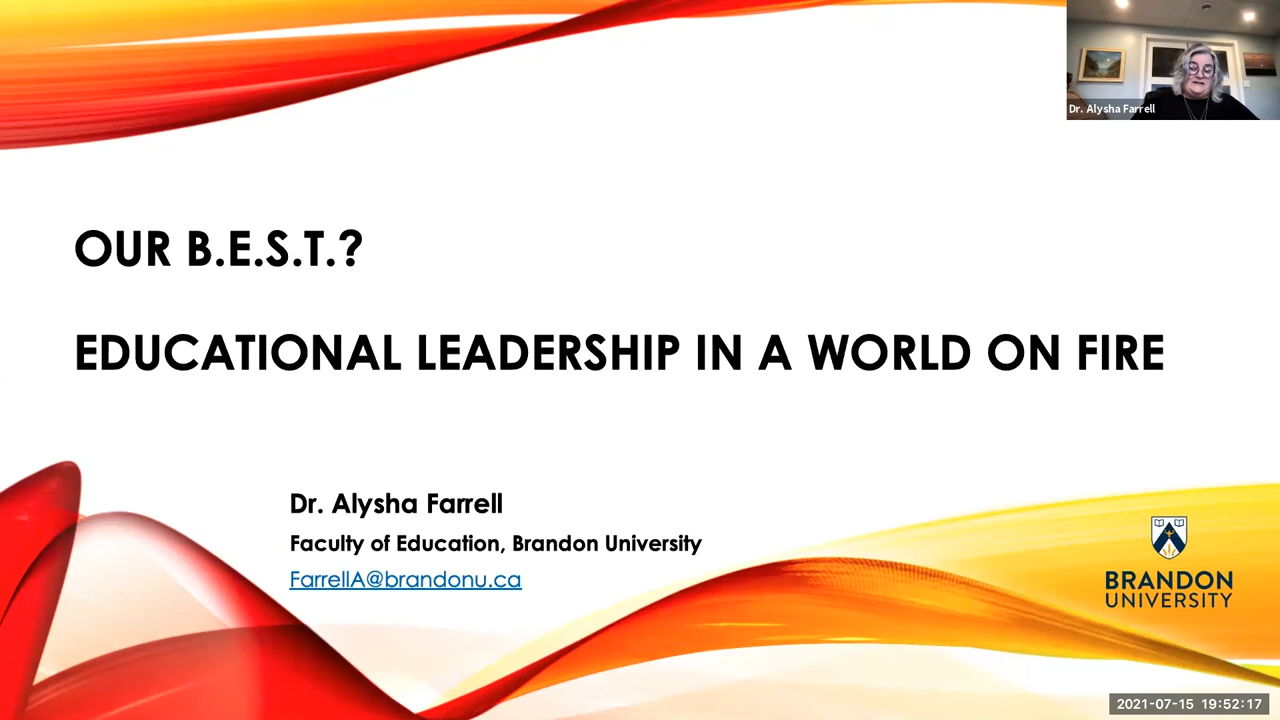 Dr. Alysha Farrell
OUR B.E.S.T.?
EDUCATIONAL LEADERSHIP IN A WORLD ON FIRE
Dr. Alysha Farrell
Faculty of Education, Brandon University
FarrellA@brandonu.ca
BRANDON
UNIVERSITY
2021-07-15 19:52:17